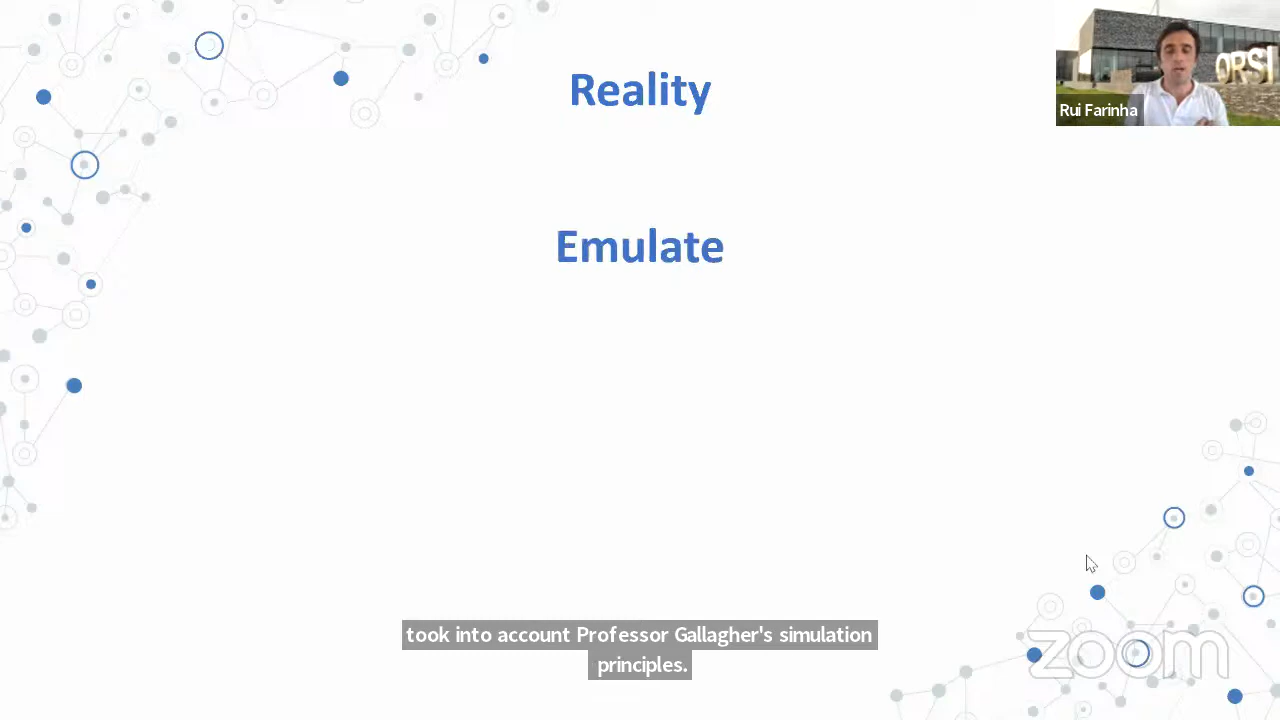 Reality
ORSI
Rui Farinha
Emulate
took into account Professor Gallagher's simulation
principles.
zoom